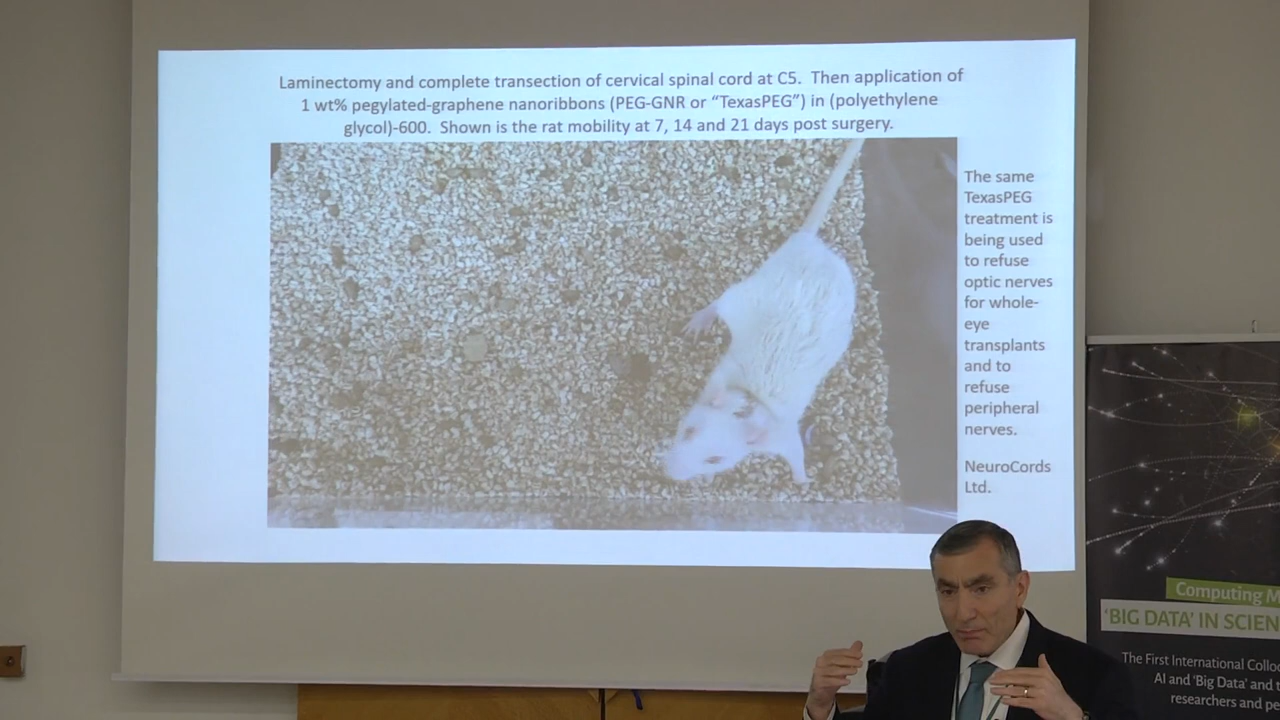 Laminectomy and complete transection of cervical spinal cord at C5.  Then application of
1 wt% pegylated-graphene nanoribbons (PEG-GNR or “TexasPEG”) in (polyethylene
glycol)-600.  Shown is the rat mobility at 7, 14 and 21 days post surgery.
The same
TexasPEG
treatment is
being used
to refuse
optic nerves
for whole-
eye
transplants
and to
refuse
peripheral
nerves.
NeuroCords
Ltd.
Computing
'BIG DATA' IN
The First International
AI and 'Big Data' and
researchers and